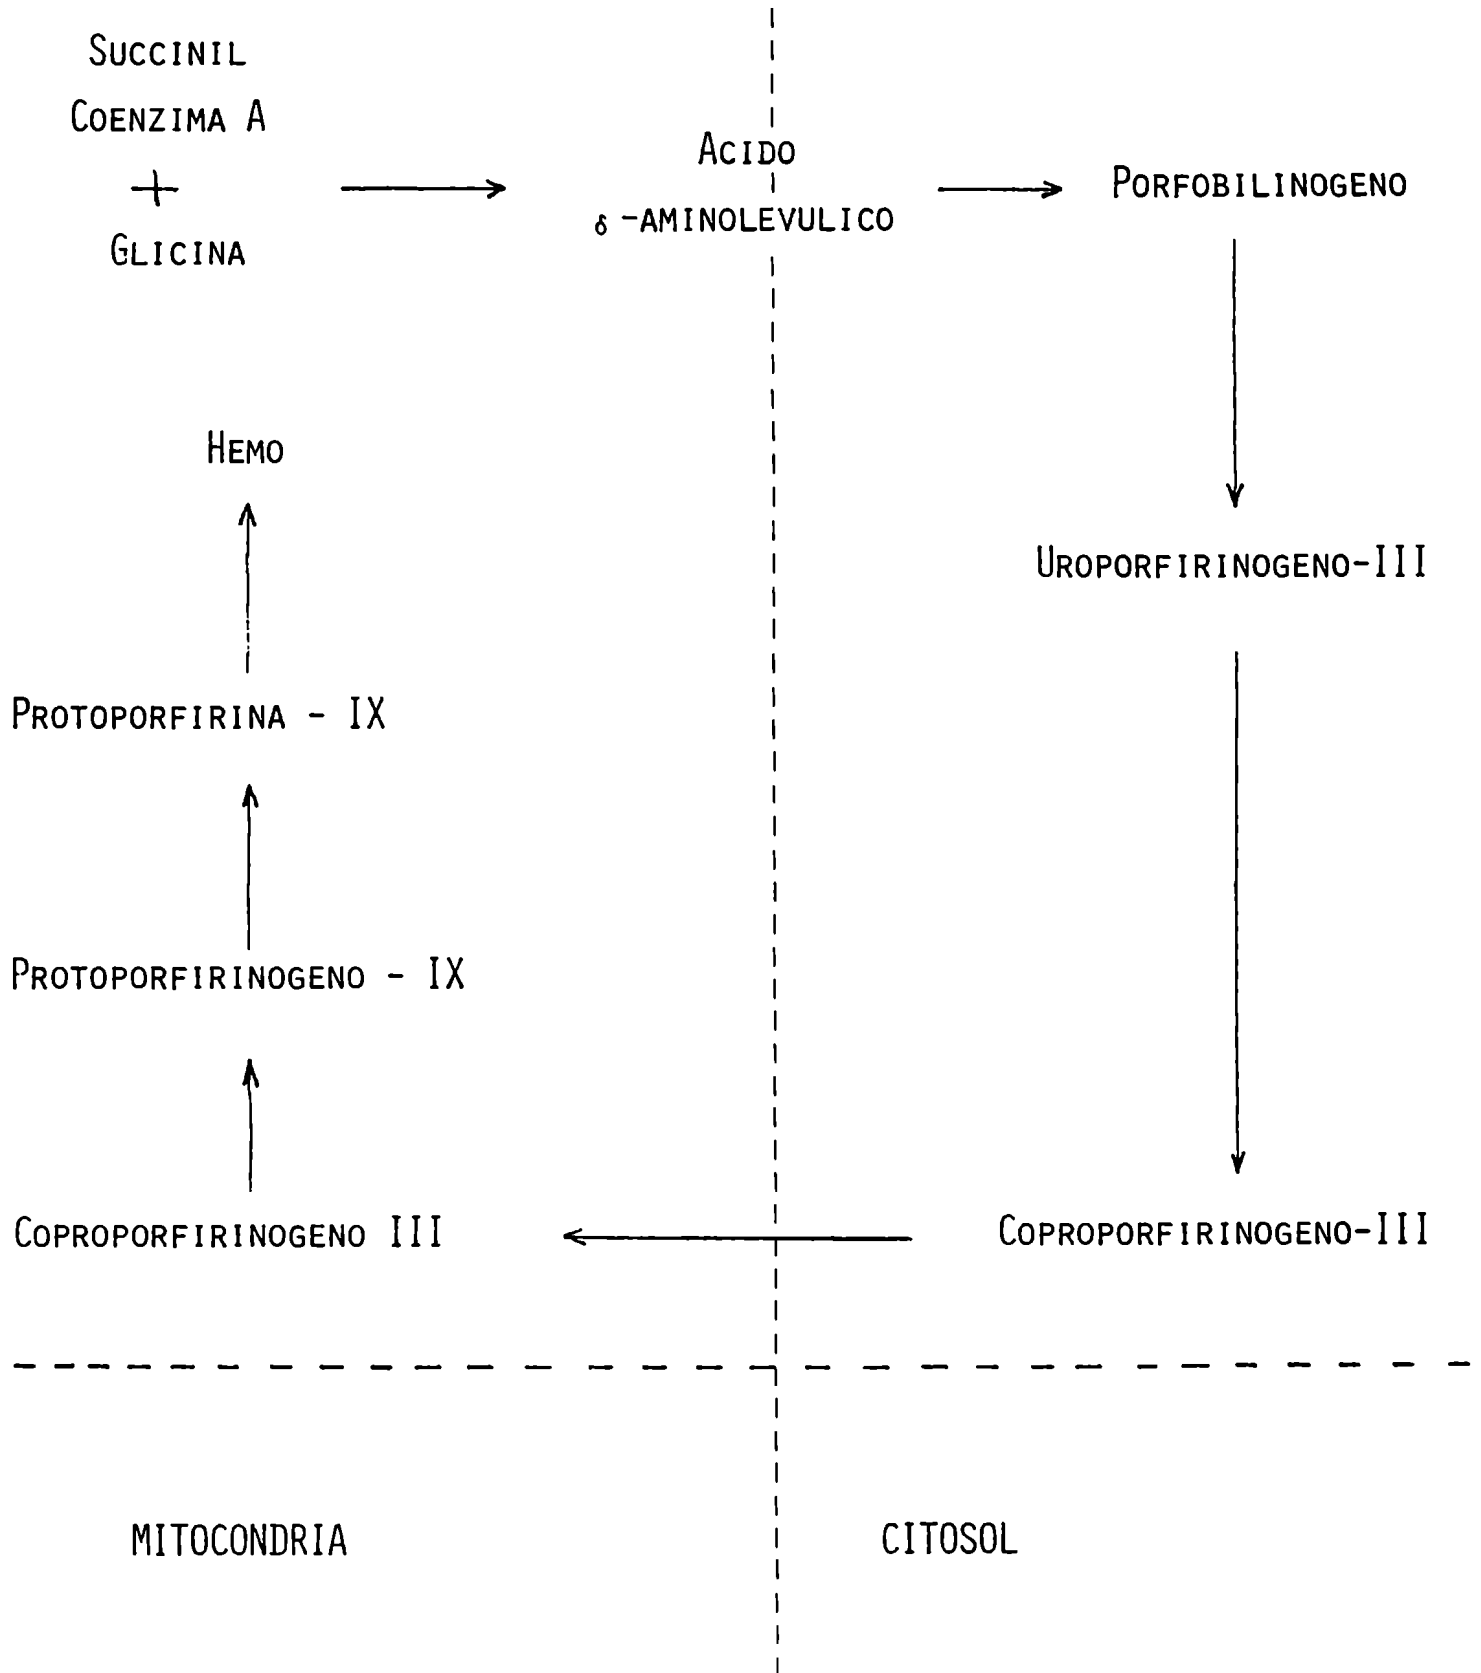 SUCCINIL
COENZIMA A
+
GLICINA
ACIDO
δ-AMINOLEVULICO
PORFOBILINOGENO
UROPORFIRINOGENO-III
COPROPORFIRINOGENO-III
COPROPORFIRINOGENO III
PROTOPORFIRINOGENO - IX
PROTOPORFIRINA - IX
HEMO
MITOCONDRIA
CITOSOL